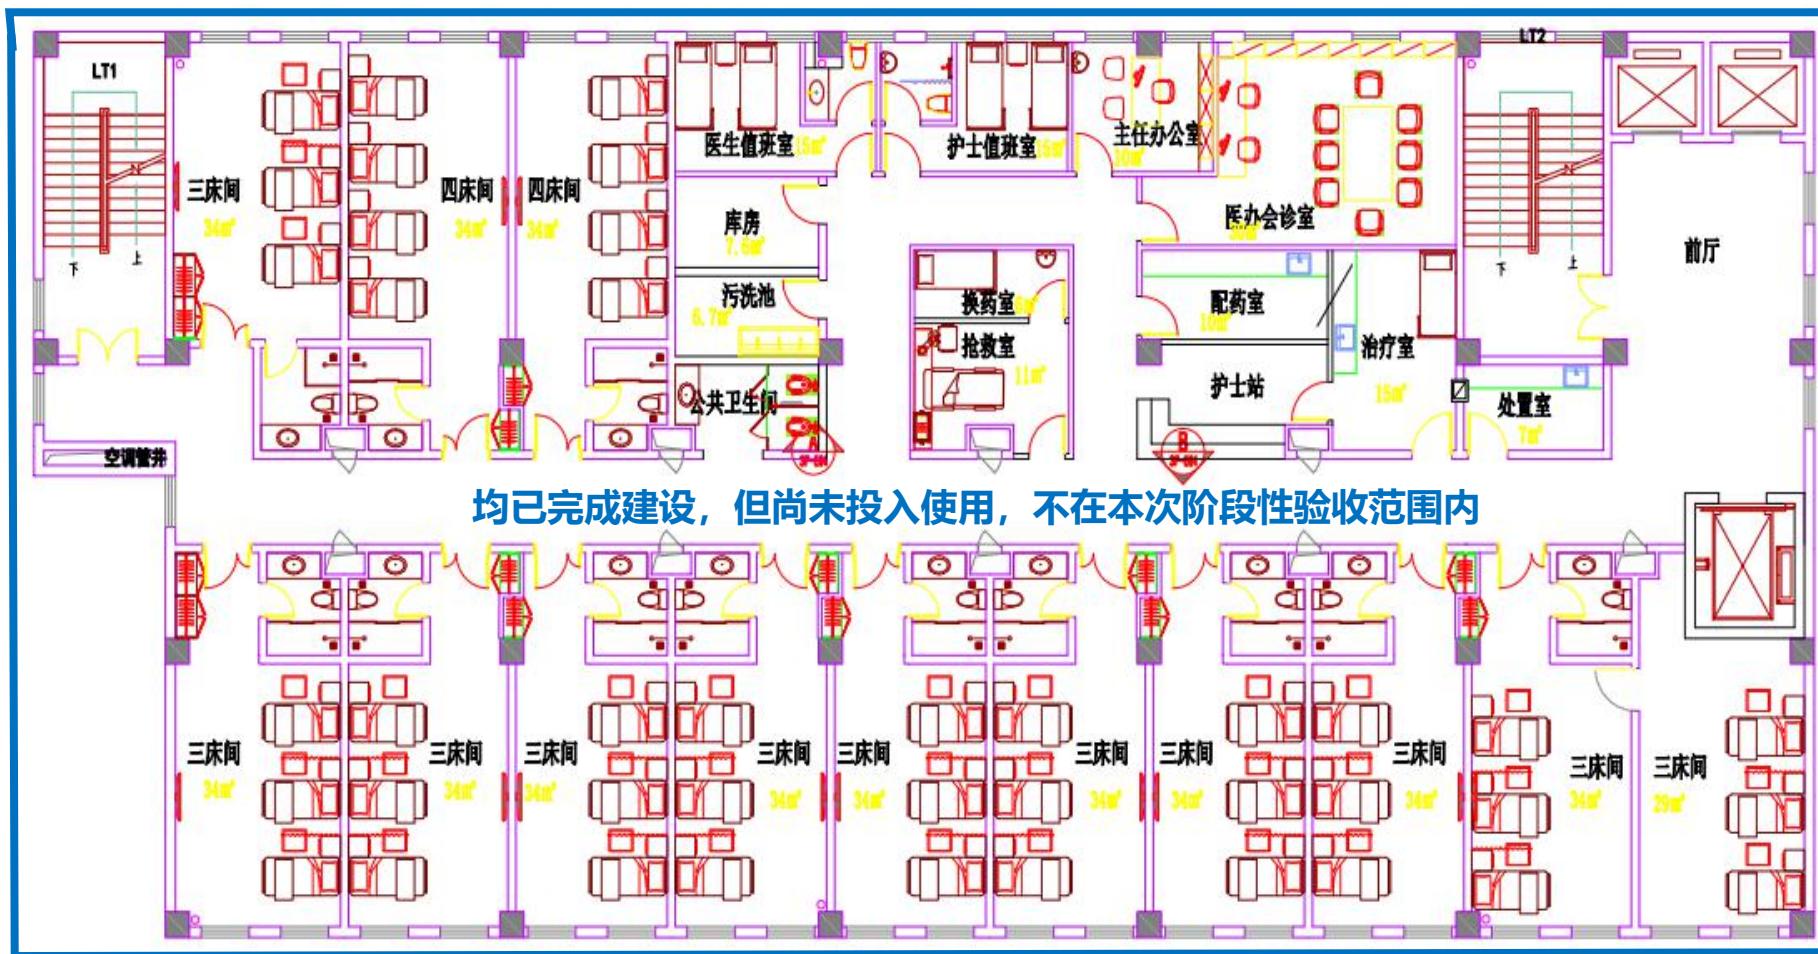 LT1
LT2
医生值班室 15㎡
护士值班室 15㎡
主任办公室
10㎡
三床间
34㎡
四床间
34㎡
四床间
34㎡
库房
7.6㎡
医办会诊室
前厅
下
上
下
上
污洗池
6.7㎡
换药室
配药室
10㎡
抢救室
11㎡
治疗室
15㎡
护士站
公共卫生间
处置室
7㎡
空调管井
均已完成建设，但尚未投入使用，不在本次阶段性验收范围内
三床间
34㎡
三床间
34㎡
三床间
34㎡
三床间
34㎡
三床间
34㎡
三床间
34㎡
三床间
34㎡
三床间
34㎡
三床间
34㎡
三床间
29㎡